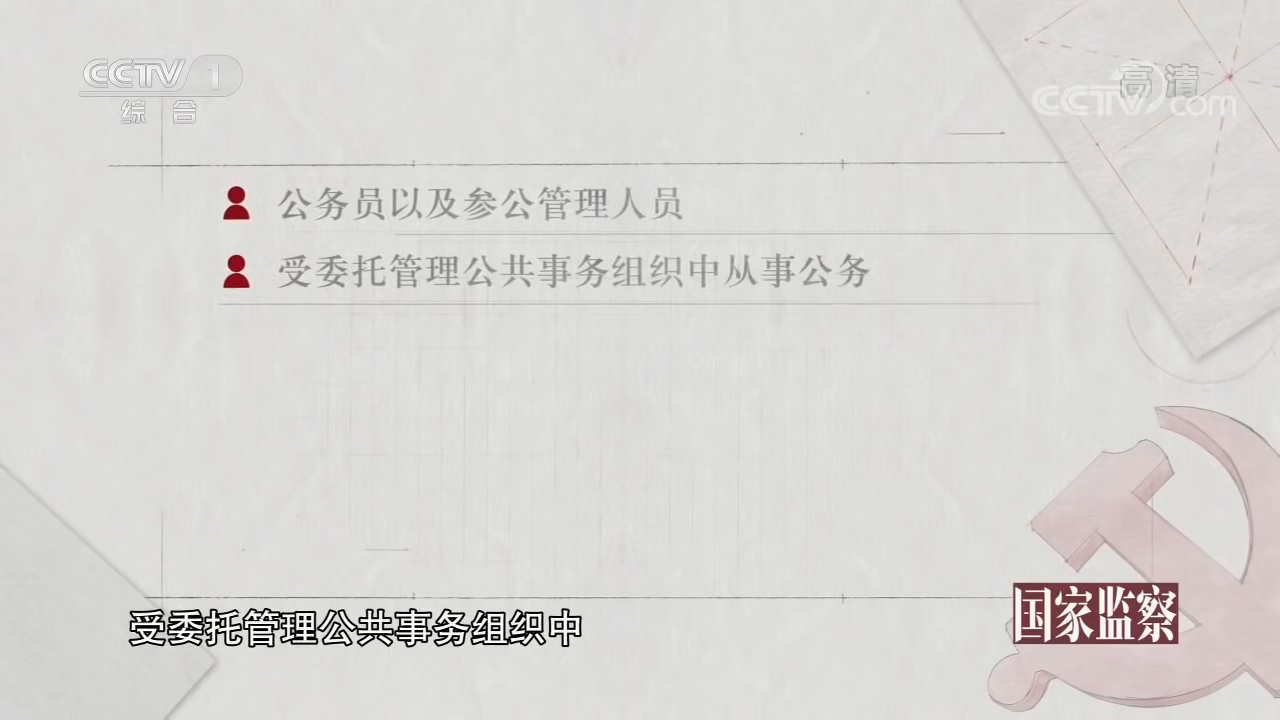 CCTV 1
综合
高清
CCTV.com
公务员以及参公管理人员
受委托管理公共事务组织中从事公务
受委托管理公共事务组织中
国家监察